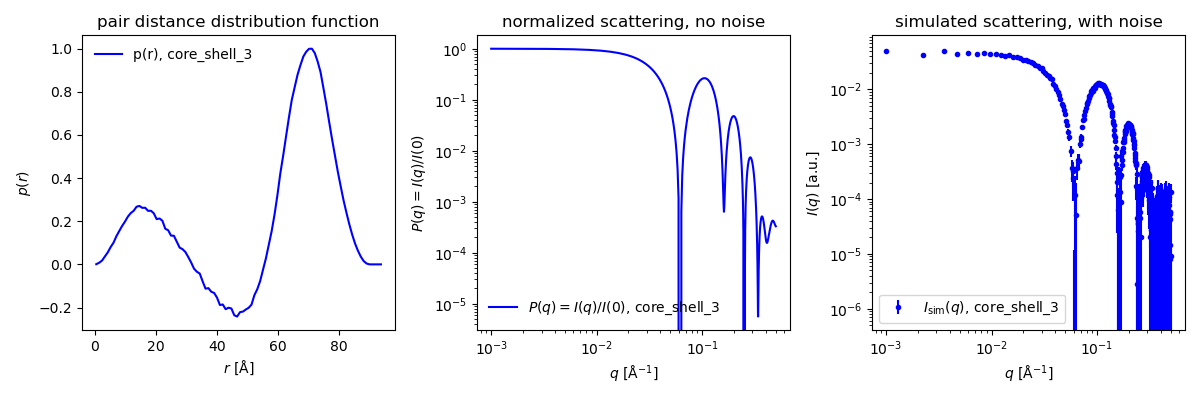 pair distance distribution function
p(r), core_shell_3
1.0
0.8
0.6
0.4
0.2
0.0
−0.2
p(r)
0 20 40 60 80
r [Å]
normalized scattering, no noise
10⁰
10⁻¹
10⁻²
10⁻³
10⁻⁴
10⁻⁵
P(q) = I(q)/I(0)
P(q) = I(q)/I(0), core_shell_3
10⁻³ 10⁻² 10⁻¹
q [Å⁻¹]
simulated scattering, with noise
10⁻²
10⁻³
10⁻⁴
10⁻⁵
10⁻⁶
I(q) [a.u.]
I_sim(q), core_shell_3
10⁻³ 10⁻² 10⁻¹
q [Å⁻¹]